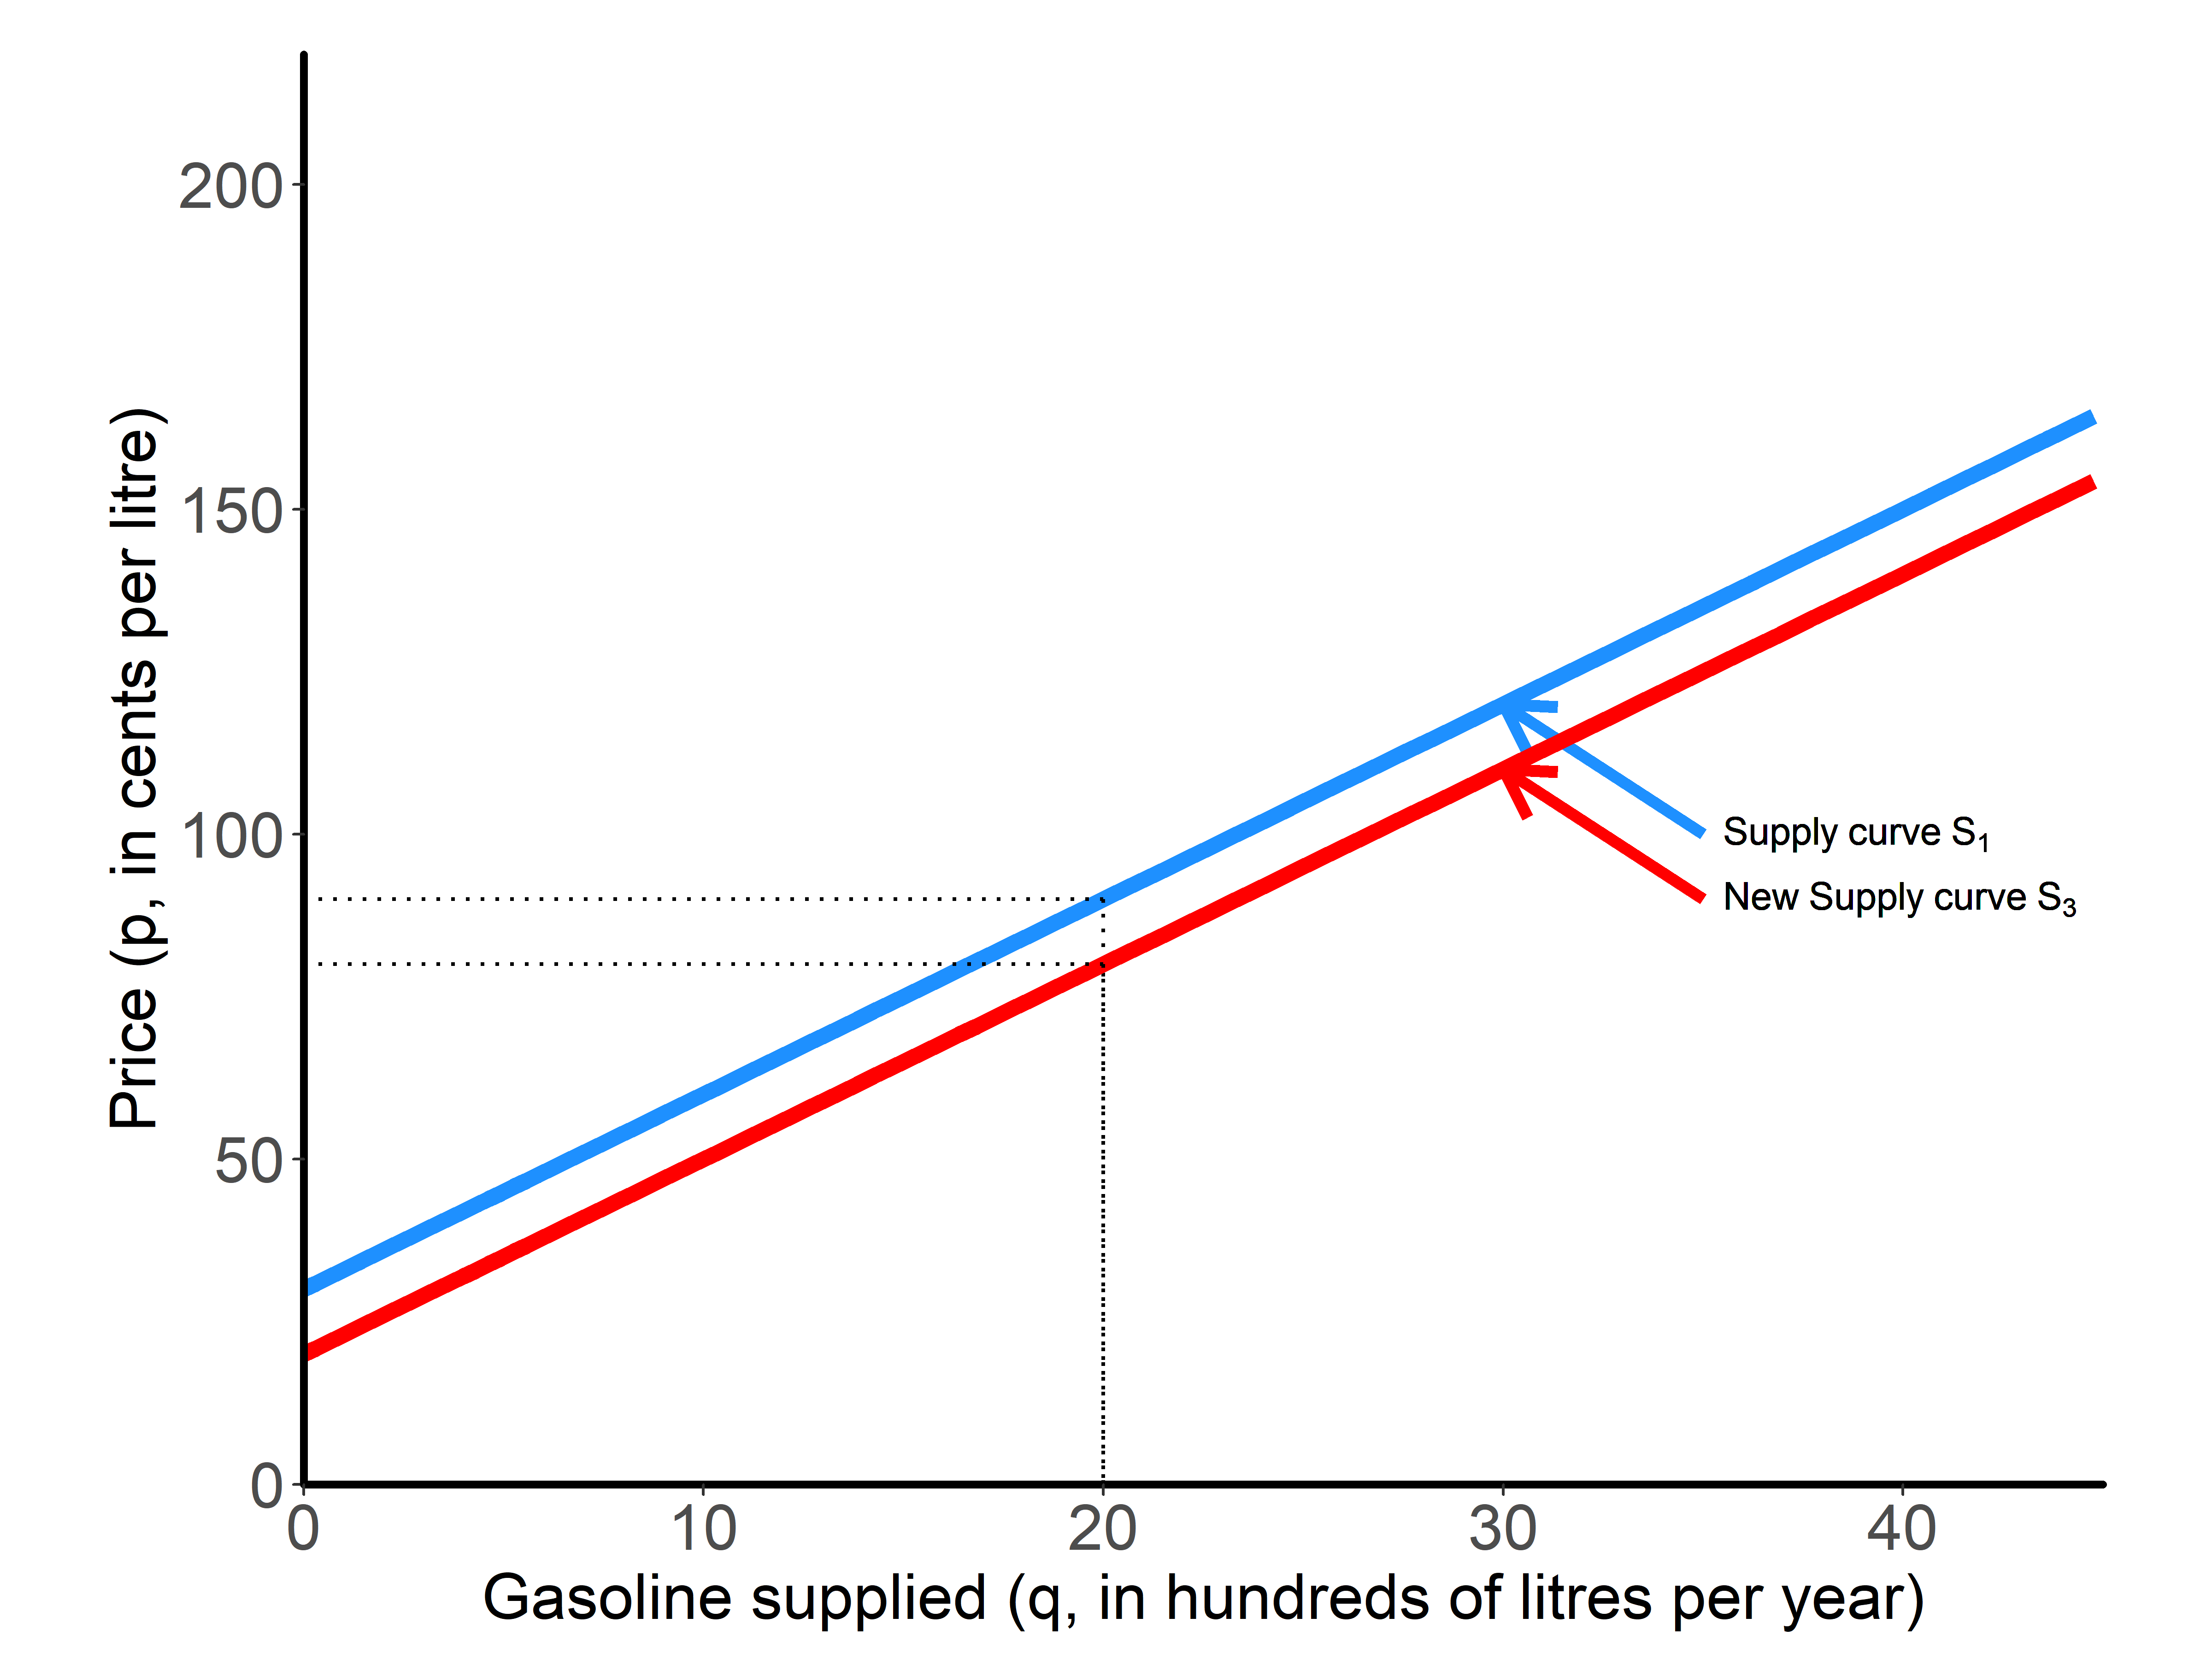 Price (p, in cents per litre)
200
150
100
50
0
Supply curve S₁
New Supply curve S₃
0 10 20 30 40
Gasoline supplied (q, in hundreds of litres per year)